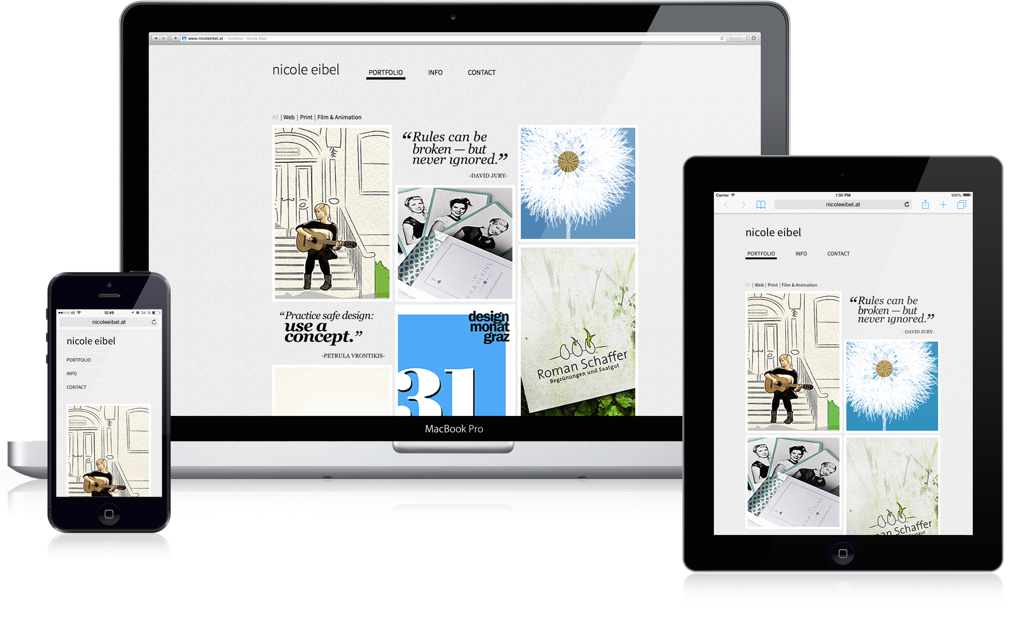 www.nicoleeibel.at
nicole eibel
PORTFOLIO
INFO
CONTACT
All | Web | Print | Film & Animation
“Rules can be
broken — but
never ignored.”
-DAVID JURY-
“Practice safe design:
use a
concept.”
-PETRULA VRONTIKIS-
design
monat
graz
31
Roman Schaffer
Begrünungen und Saatgut
MacBook Pro
12:49
nicoleeibel.at
nicole eibel
PORTFOLIO
INFO
CONTACT
Carrier
1:35 PM
100%
nicoleeibel.at
nicole eibel
PORTFOLIO
INFO
CONTACT
All | Web | Print | Film & Animation
“Rules can be
broken — but
never ignored.”
-DAVID JURY-
man Schaffer